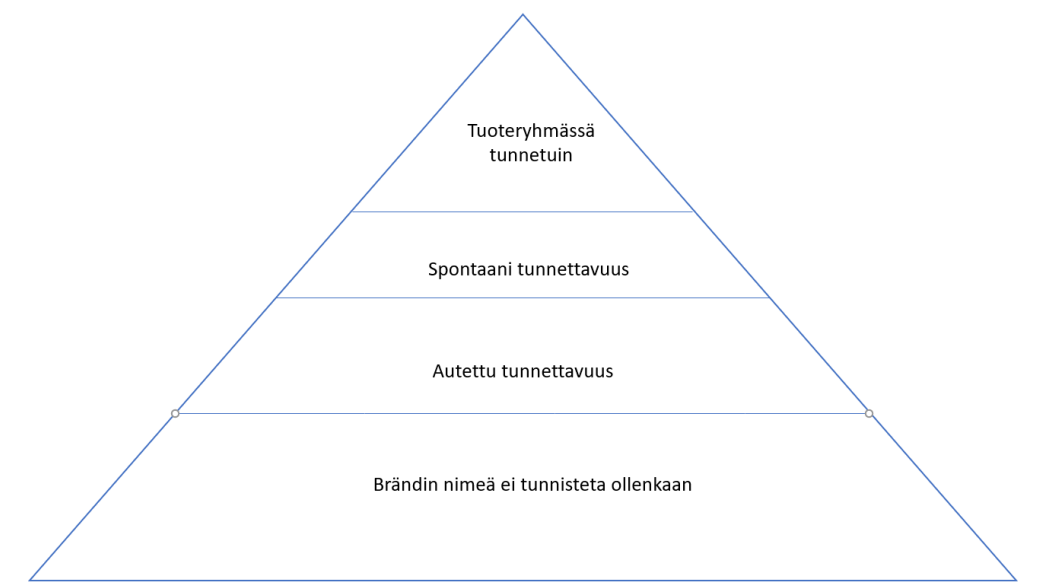 Tuoteryhmässä
tunnetuin
Spontaani tunnettavuus
Autettu tunnettavuus
Brändin nimeä ei tunnisteta ollenkaan